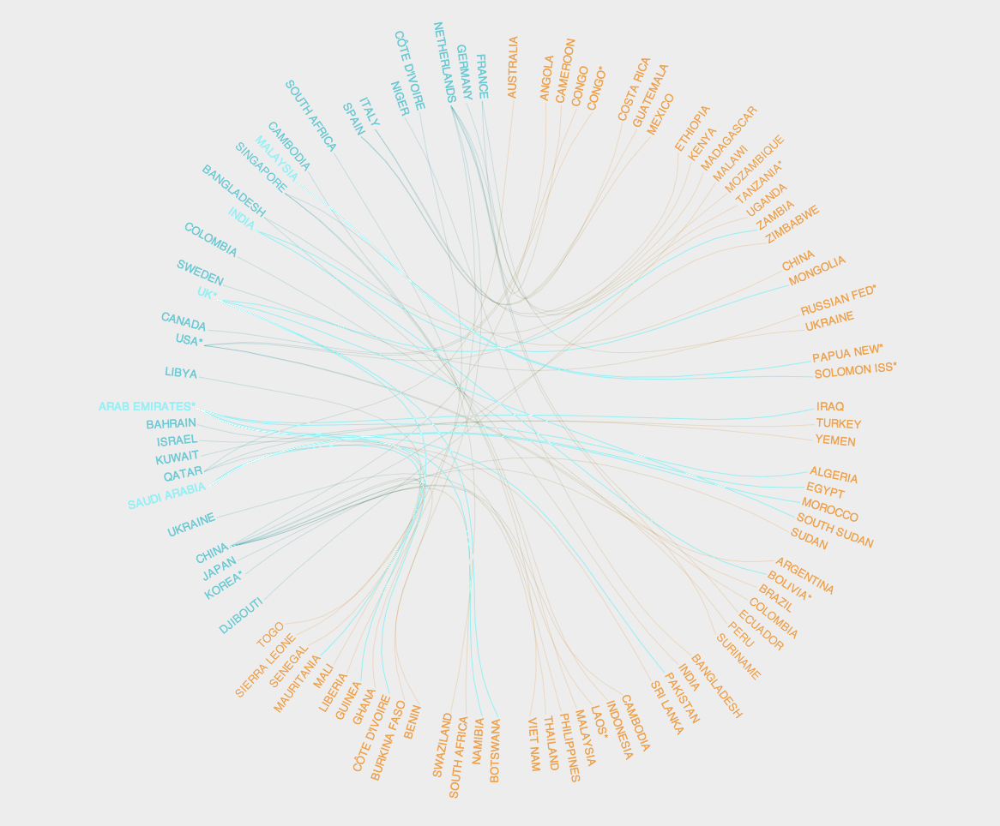 FRANCE
GERMANY
NETHERLANDS
CÔTE D'IVOIRE
NIGER
ITALY
SPAIN
SOUTH AFRICA
CAMBODIA
MALAYSIA
SINGAPORE
BANGLADESH
INDIA
COLOMBIA
SWEDEN
UK*
CANADA
USA*
LIBYA
ARAB EMIRATES*
BAHRAIN
ISRAEL
KUWAIT
QATAR
SAUDI ARABIA
UKRAINE
CHINA
JAPAN
KOREA*
DJIBOUTI
AUSTRALIA
ANGOLA
CAMEROON
CONGO
CONGO*
COSTA RICA
GUATEMALA
MEXICO
ETHIOPIA
KENYA
MADAGASCAR
MALAWI
MOZAMBIQUE
TANZANIA*
UGANDA
ZAMBIA
ZIMBABWE
CHINA
MONGOLIA
RUSSIAN FED*
UKRAINE
PAPUA NEW*
SOLOMON ISS*
IRAQ
TURKEY
YEMEN
ALGERIA
EGYPT
MOROCCO
SOUTH SUDAN
SUDAN
ARGENTINA
BOLIVIA*
BRAZIL
COLOMBIA
ECUADOR
PERU
SURINAME
BANGLADESH
INDIA
PAKISTAN
SRI LANKA
CAMBODIA
INDONESIA
LAOS*
MALAYSIA
PHILIPPINES
THAILAND
VIET NAM
BOTSWANA
NAMIBIA
SOUTH AFRICA
SWAZILAND
BENIN
BURKINA FASO
CÔTE D'IVOIRE
GHANA
GUINEA
LIBERIA
MALI
MAURITANIA
SENEGAL
SIERRA LEONE
TOGO